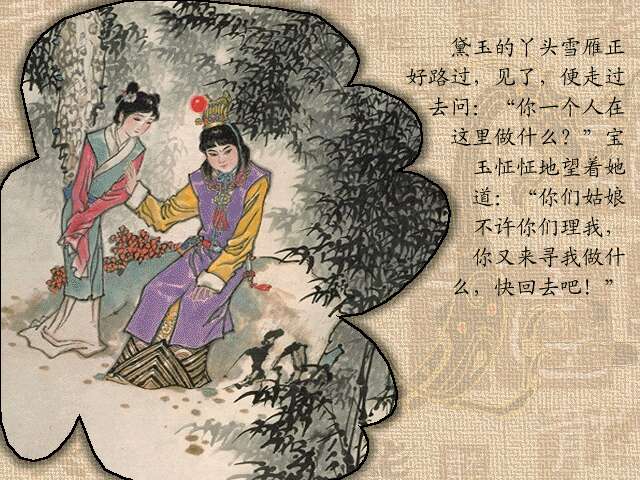 黛玉的丫头雪雁正
好路过，见了，便走过
去问：“你一个人在
这里做什么？”宝
玉怔怔地望着她
道：“你们姑娘
不许你们理我，
你又来寻我做什
么，快回去吧！”